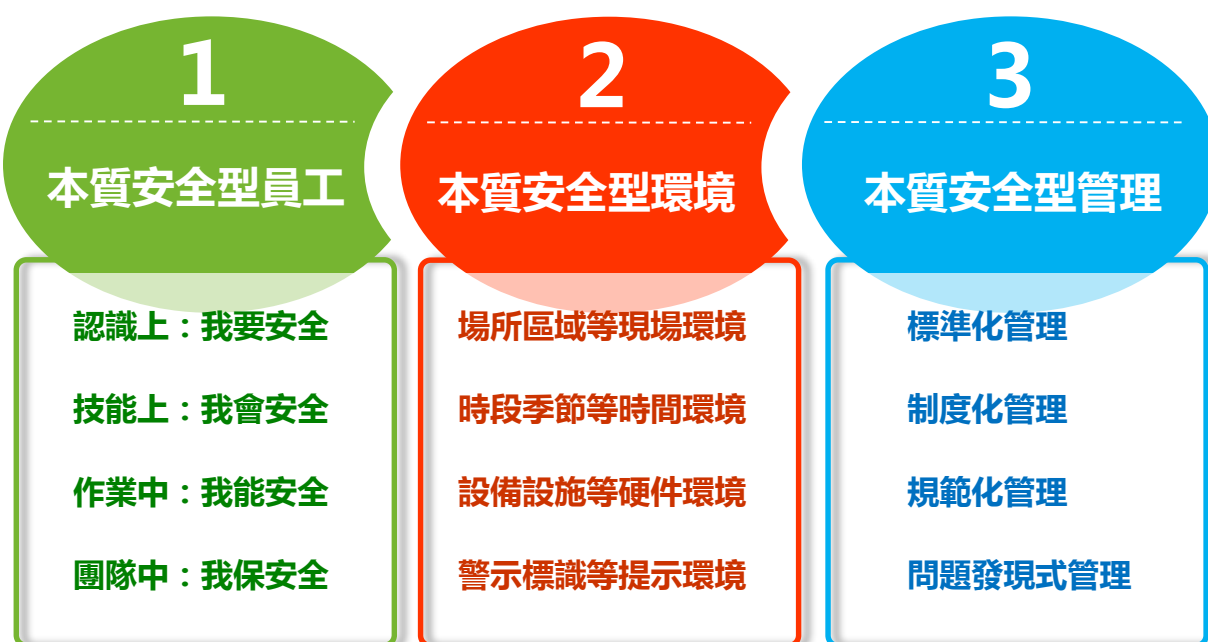 1
本質安全型員工
認識上：我要安全
技能上：我會安全
作業中：我能安全
團隊中：我保安全
2
本質安全型環境
場所區域等現場環境
時段季節等時間環境
設備設施等硬件環境
警示標識等提示環境
3
本質安全型管理
標準化管理
制度化管理
規範化管理
問題發現式管理